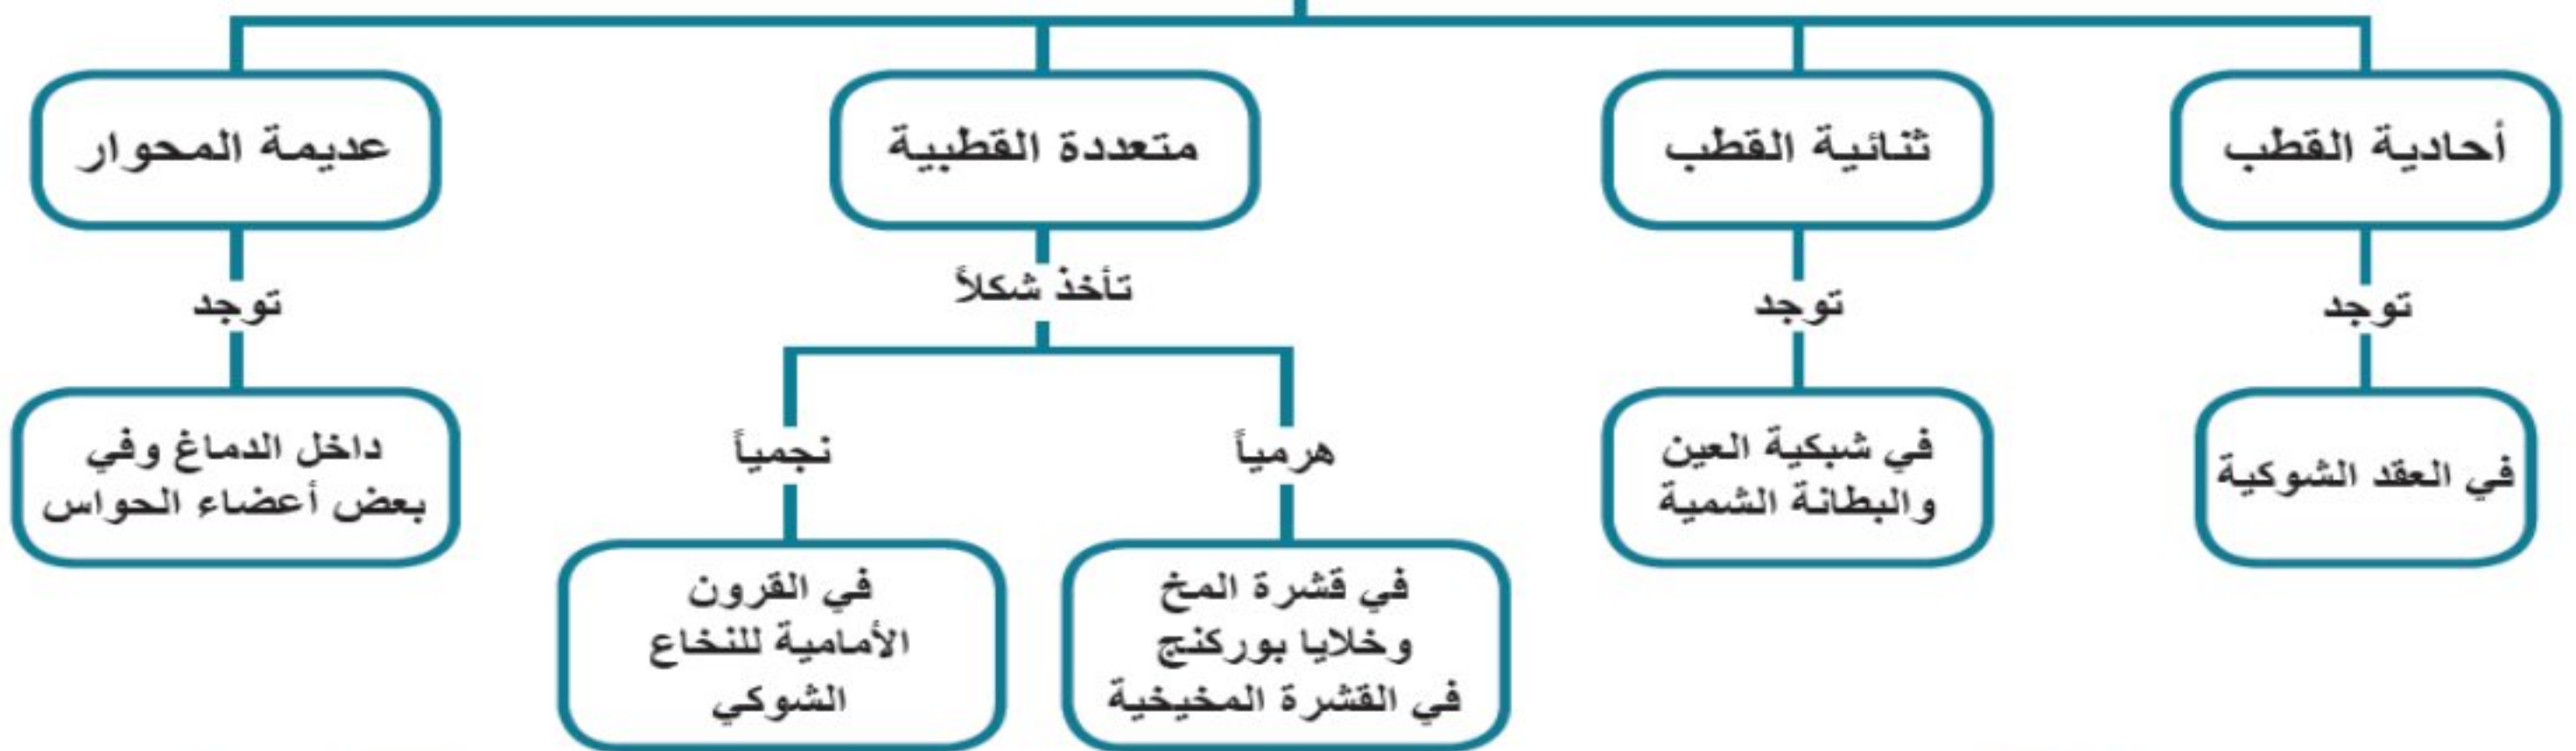 أحادية القطب
ثنائية القطب
متعددة القطبية
عديمة المحوار
توجد
توجد
تأخذ شكلاً
توجد
هرمياً
نجمياً
في العقد الشوكية
في شبكية العين
والبطانة الشمية
في قشرة المخ
وخلايا بوركنج
في القشرة المخيخية
في القرون
الأمامية للنخاع
الشوكي
داخل الدماغ وفي
بعض أعضاء الحواس